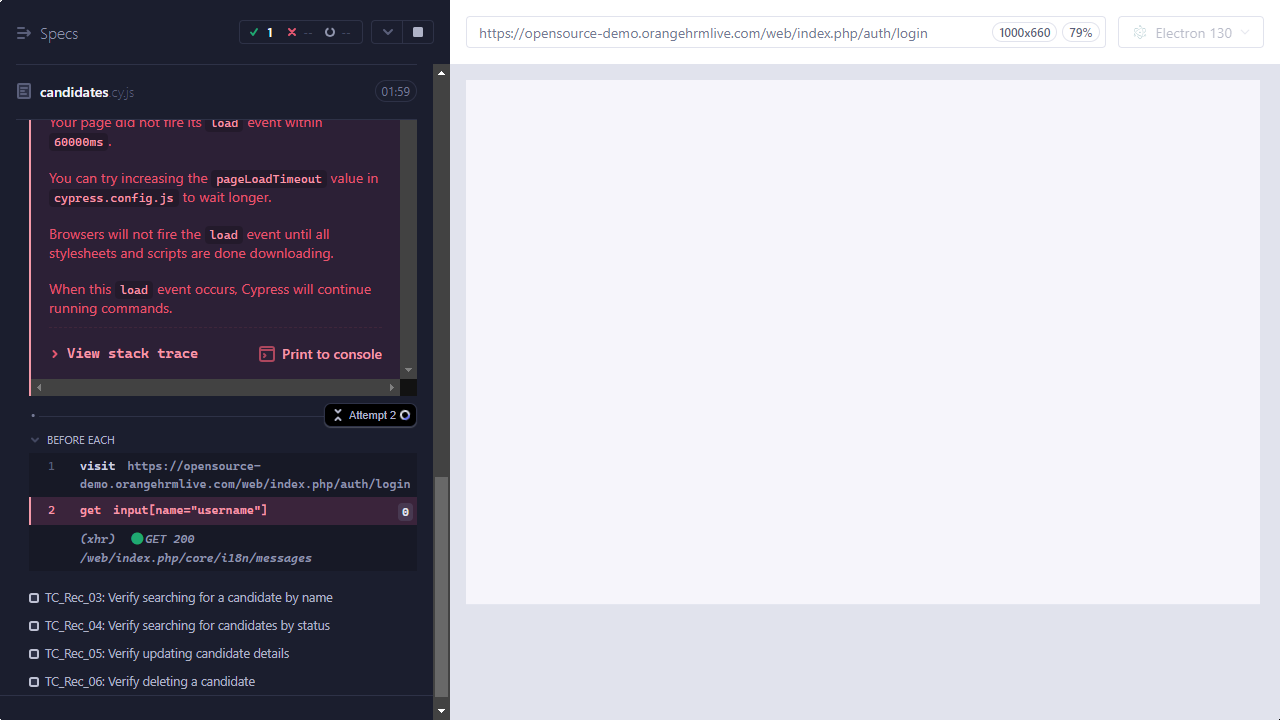 Specs
1
--
--
https://opensource-demo.orangehrmlive.com/web/index.php/auth/login
1000x660
79%
Electron 130
candidates cy.js
01:59
Your page did not fire its load event within
60000ms.
You can try increasing the pageLoadTimeout value in
cypress.config.js to wait longer.
Browsers will not fire the load event until all
stylesheets and scripts are done downloading.
When this load event occurs, Cypress will continue
running commands.
View stack trace
Print to console
Attempt 2
BEFORE EACH
1 visit https://opensource-
demo.orangehrmlive.com/web/index.php/auth/login
2 get input[name="username"] 0
(xhr) GET 200
/web/index.php/core/i18n/messages
TC_Rec_03: Verify searching for a candidate by name
TC_Rec_04: Verify searching for candidates by status
TC_Rec_05: Verify updating candidate details
TC_Rec_06: Verify deleting a candidate